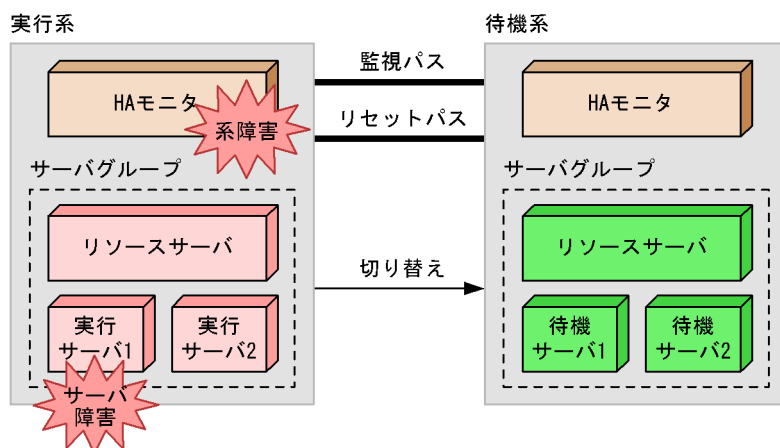 実行系
待機系
HAモニタ
系障害
監視パス
リセットパス
HAモニタ
サーバグループ
サーバグループ
リソースサーバ
リソースサーバ
切り替え
実行
サーバ1
実行
サーバ2
待機
サーバ1
待機
サーバ2
サーバ
障害